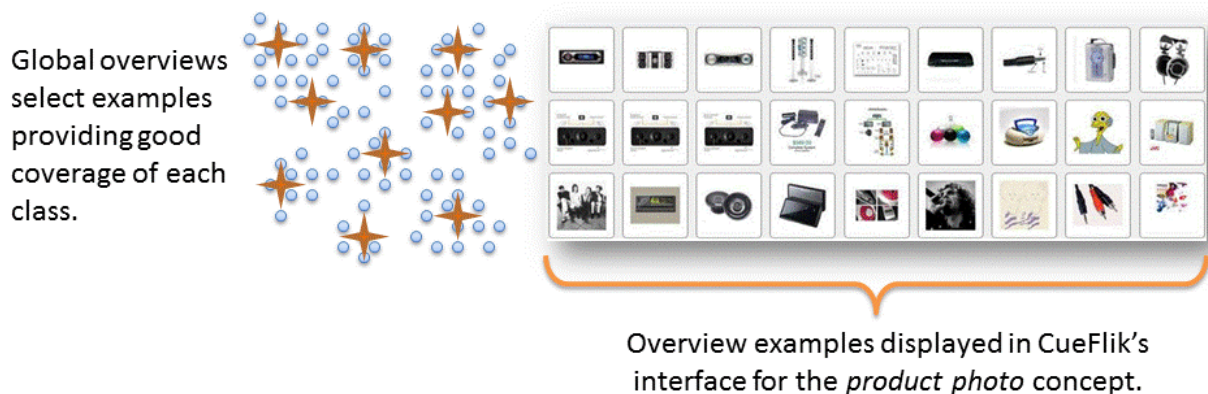 Global overviews
select examples
providing good
coverage of each
class.
Overview examples displayed in CueFlik's
interface for the product photo concept.